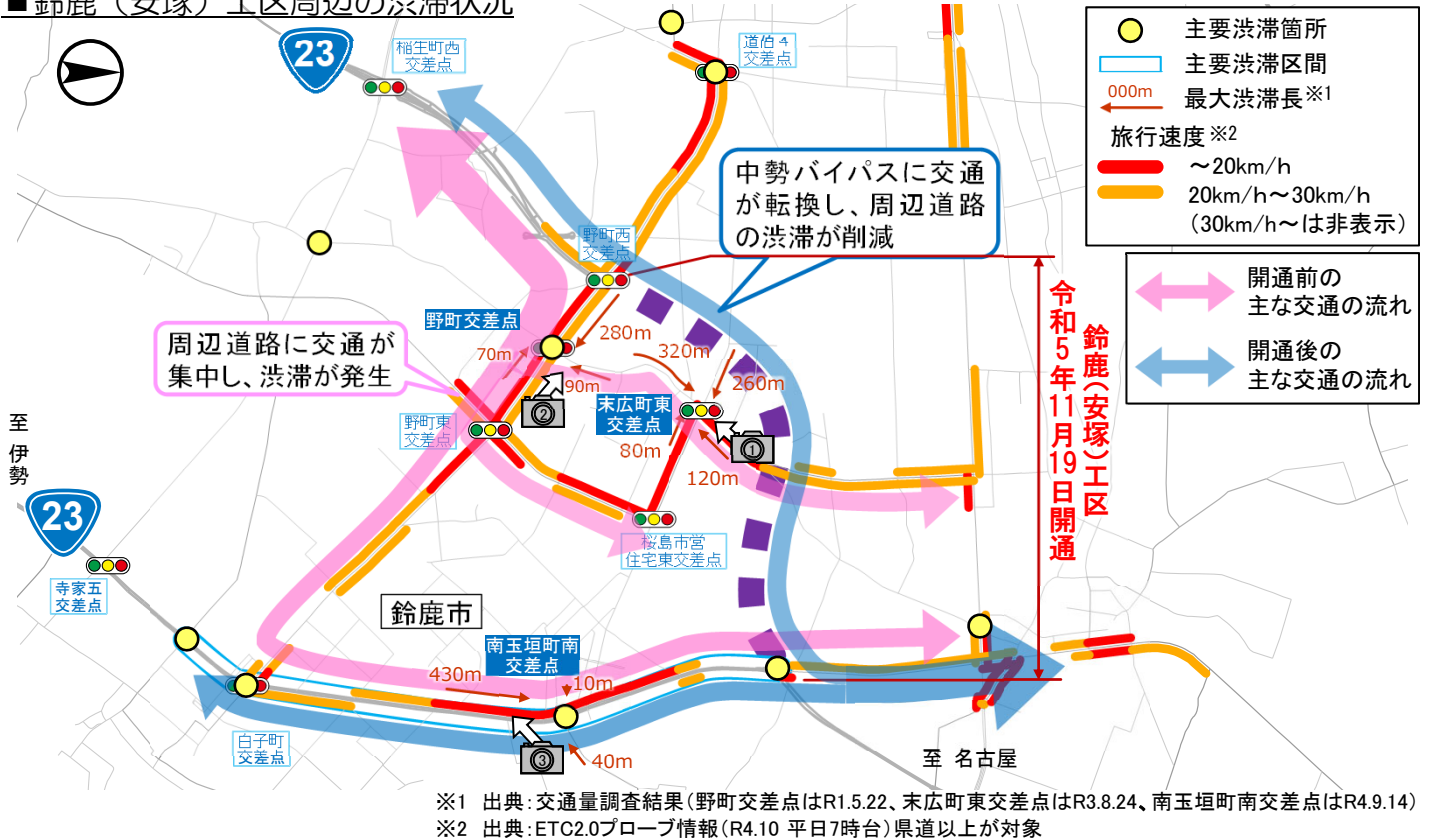 ■鈴鹿（安塚）工区周辺の渋滞状況
23
稲生町西
交差点
道伯4
交差点
主要渋滞箇所
主要渋滞区間
000m
最大渋滞長※1
旅行速度※2
～20km/h
20km/h～30km/h
（30km/h～は非表示）
開通前の
主な交通の流れ
開通後の
主な交通の流れ
中勢バイパスに交通
が転換し、周辺道路
の渋滞が削減
野町西
交差点
野町交差点
周辺道路に交通が
集中し、渋滞が発生
280m
70m
90m
320m
260m
②
末広町東
交差点
①
80m
120m
野町東
交差点
桜島市営
住宅東交差点
鈴鹿（安塚）工区
令和5年11月19日開通
至
伊
勢
23
寺家五
交差点
鈴鹿市
南玉垣町南
交差点
430m
10m
③
40m
白子町
交差点
至 名古屋
※1 出典：交通量調査結果（野町交差点はR1.5.22、末広町東交差点はR3.8.24、南玉垣町南交差点はR4.9.14）
※2 出典：ETC2.0プローブ情報（R4.10 平日7時台）県道以上が対象